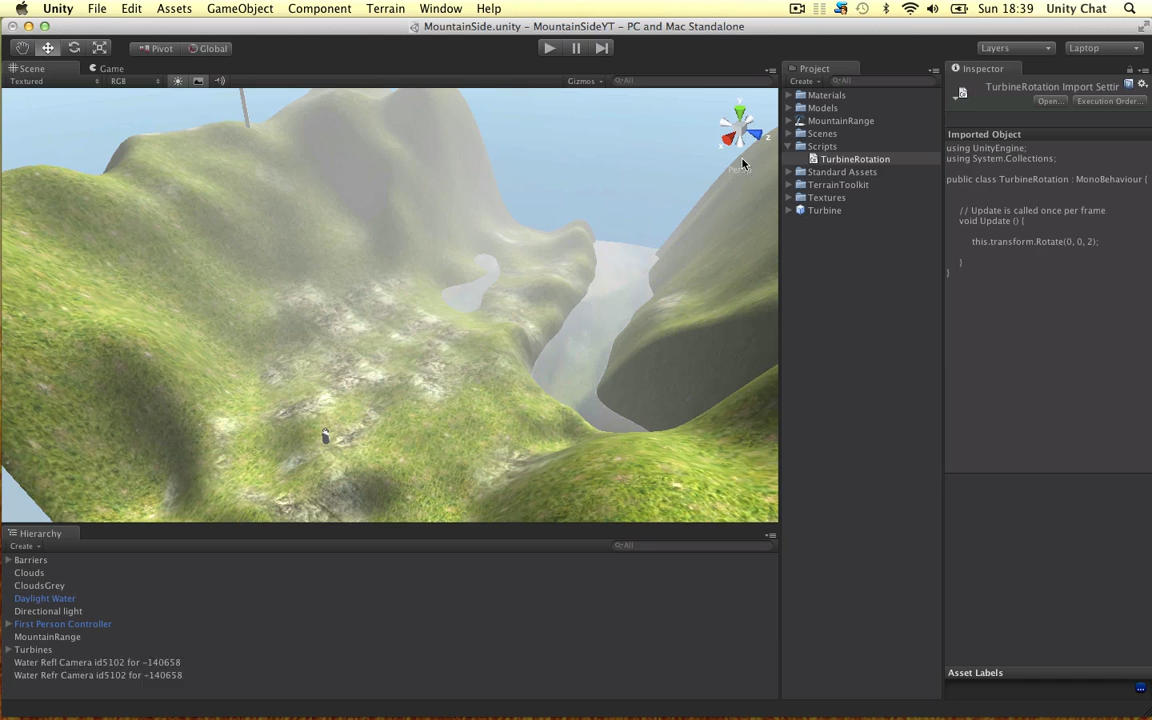 Unity File Edit Assets GameObject Component Terrain Window Help Sun 18:39 Unity Chat
MountainSide.unity - MountainSideYT - PC and Mac Standalone
Pivot Global Layers Laptop
Scene Game Project Inspector
Textured RGB Gizmos All Create All
TurbineRotation Import Settir
Open... Execution Order...
y
x
z
Materials
Models
MountainRange
Scenes
Scripts
TurbineRotation
Standard Assets
TerrainToolkit
Textures
Turbine
Imported Object
using UnityEngine;
using System.Collections;
public class TurbineRotation : MonoBehaviour {
// Update is called once per frame
void Update () {
this.transform.Rotate(0, 0, 2);
}
}
Hierarchy
Create All
Barriers
Clouds
CloudsGrey
Daylight Water
Directional light
First Person Controller
MountainRange
Turbines
Water Refl Camera id5102 for -140658
Water Refr Camera id5102 for -140658
Asset Labels